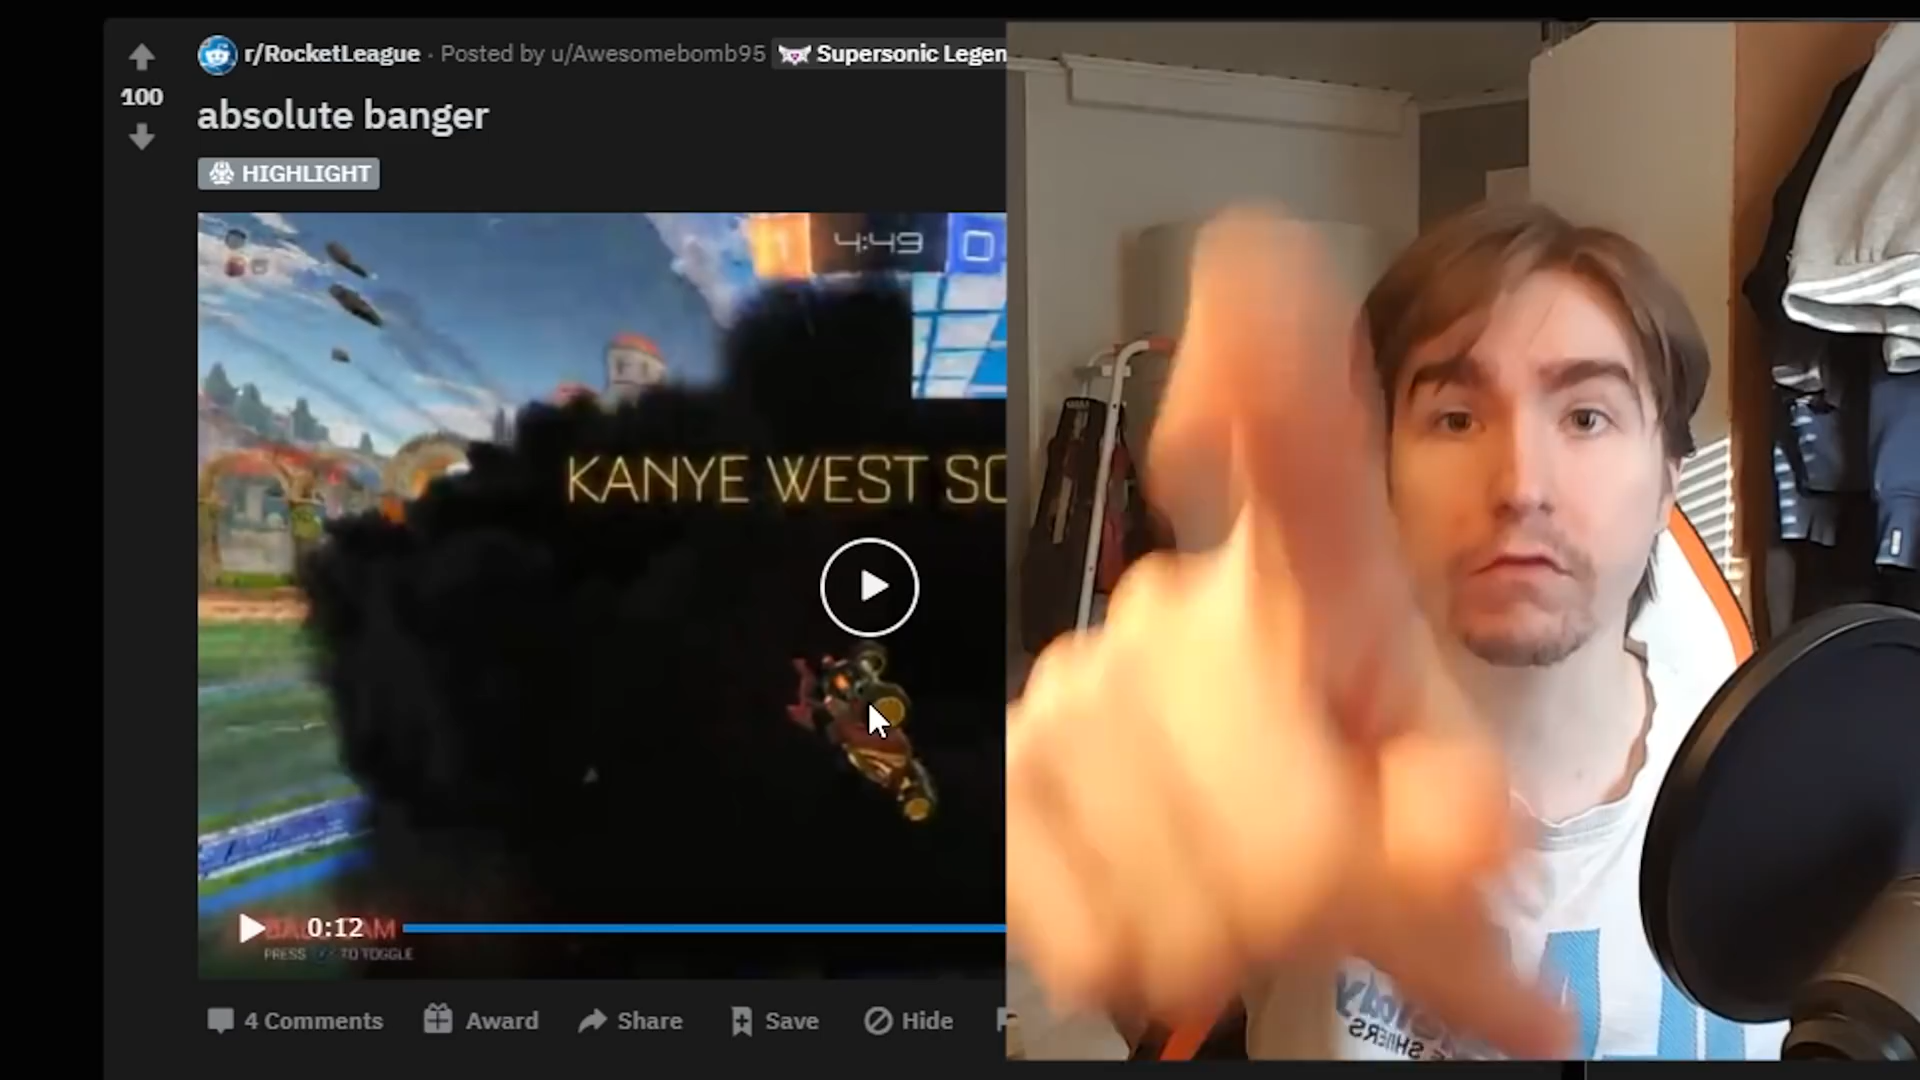 r/RocketLeague · Posted by u/Awesomebomb95 Supersonic Legen
100
absolute banger
HIGHLIGHT
1 4:49 0
KANYE WEST SC
0:12
PRESS TO TOGGLE
4 Comments Award Share Save Hide